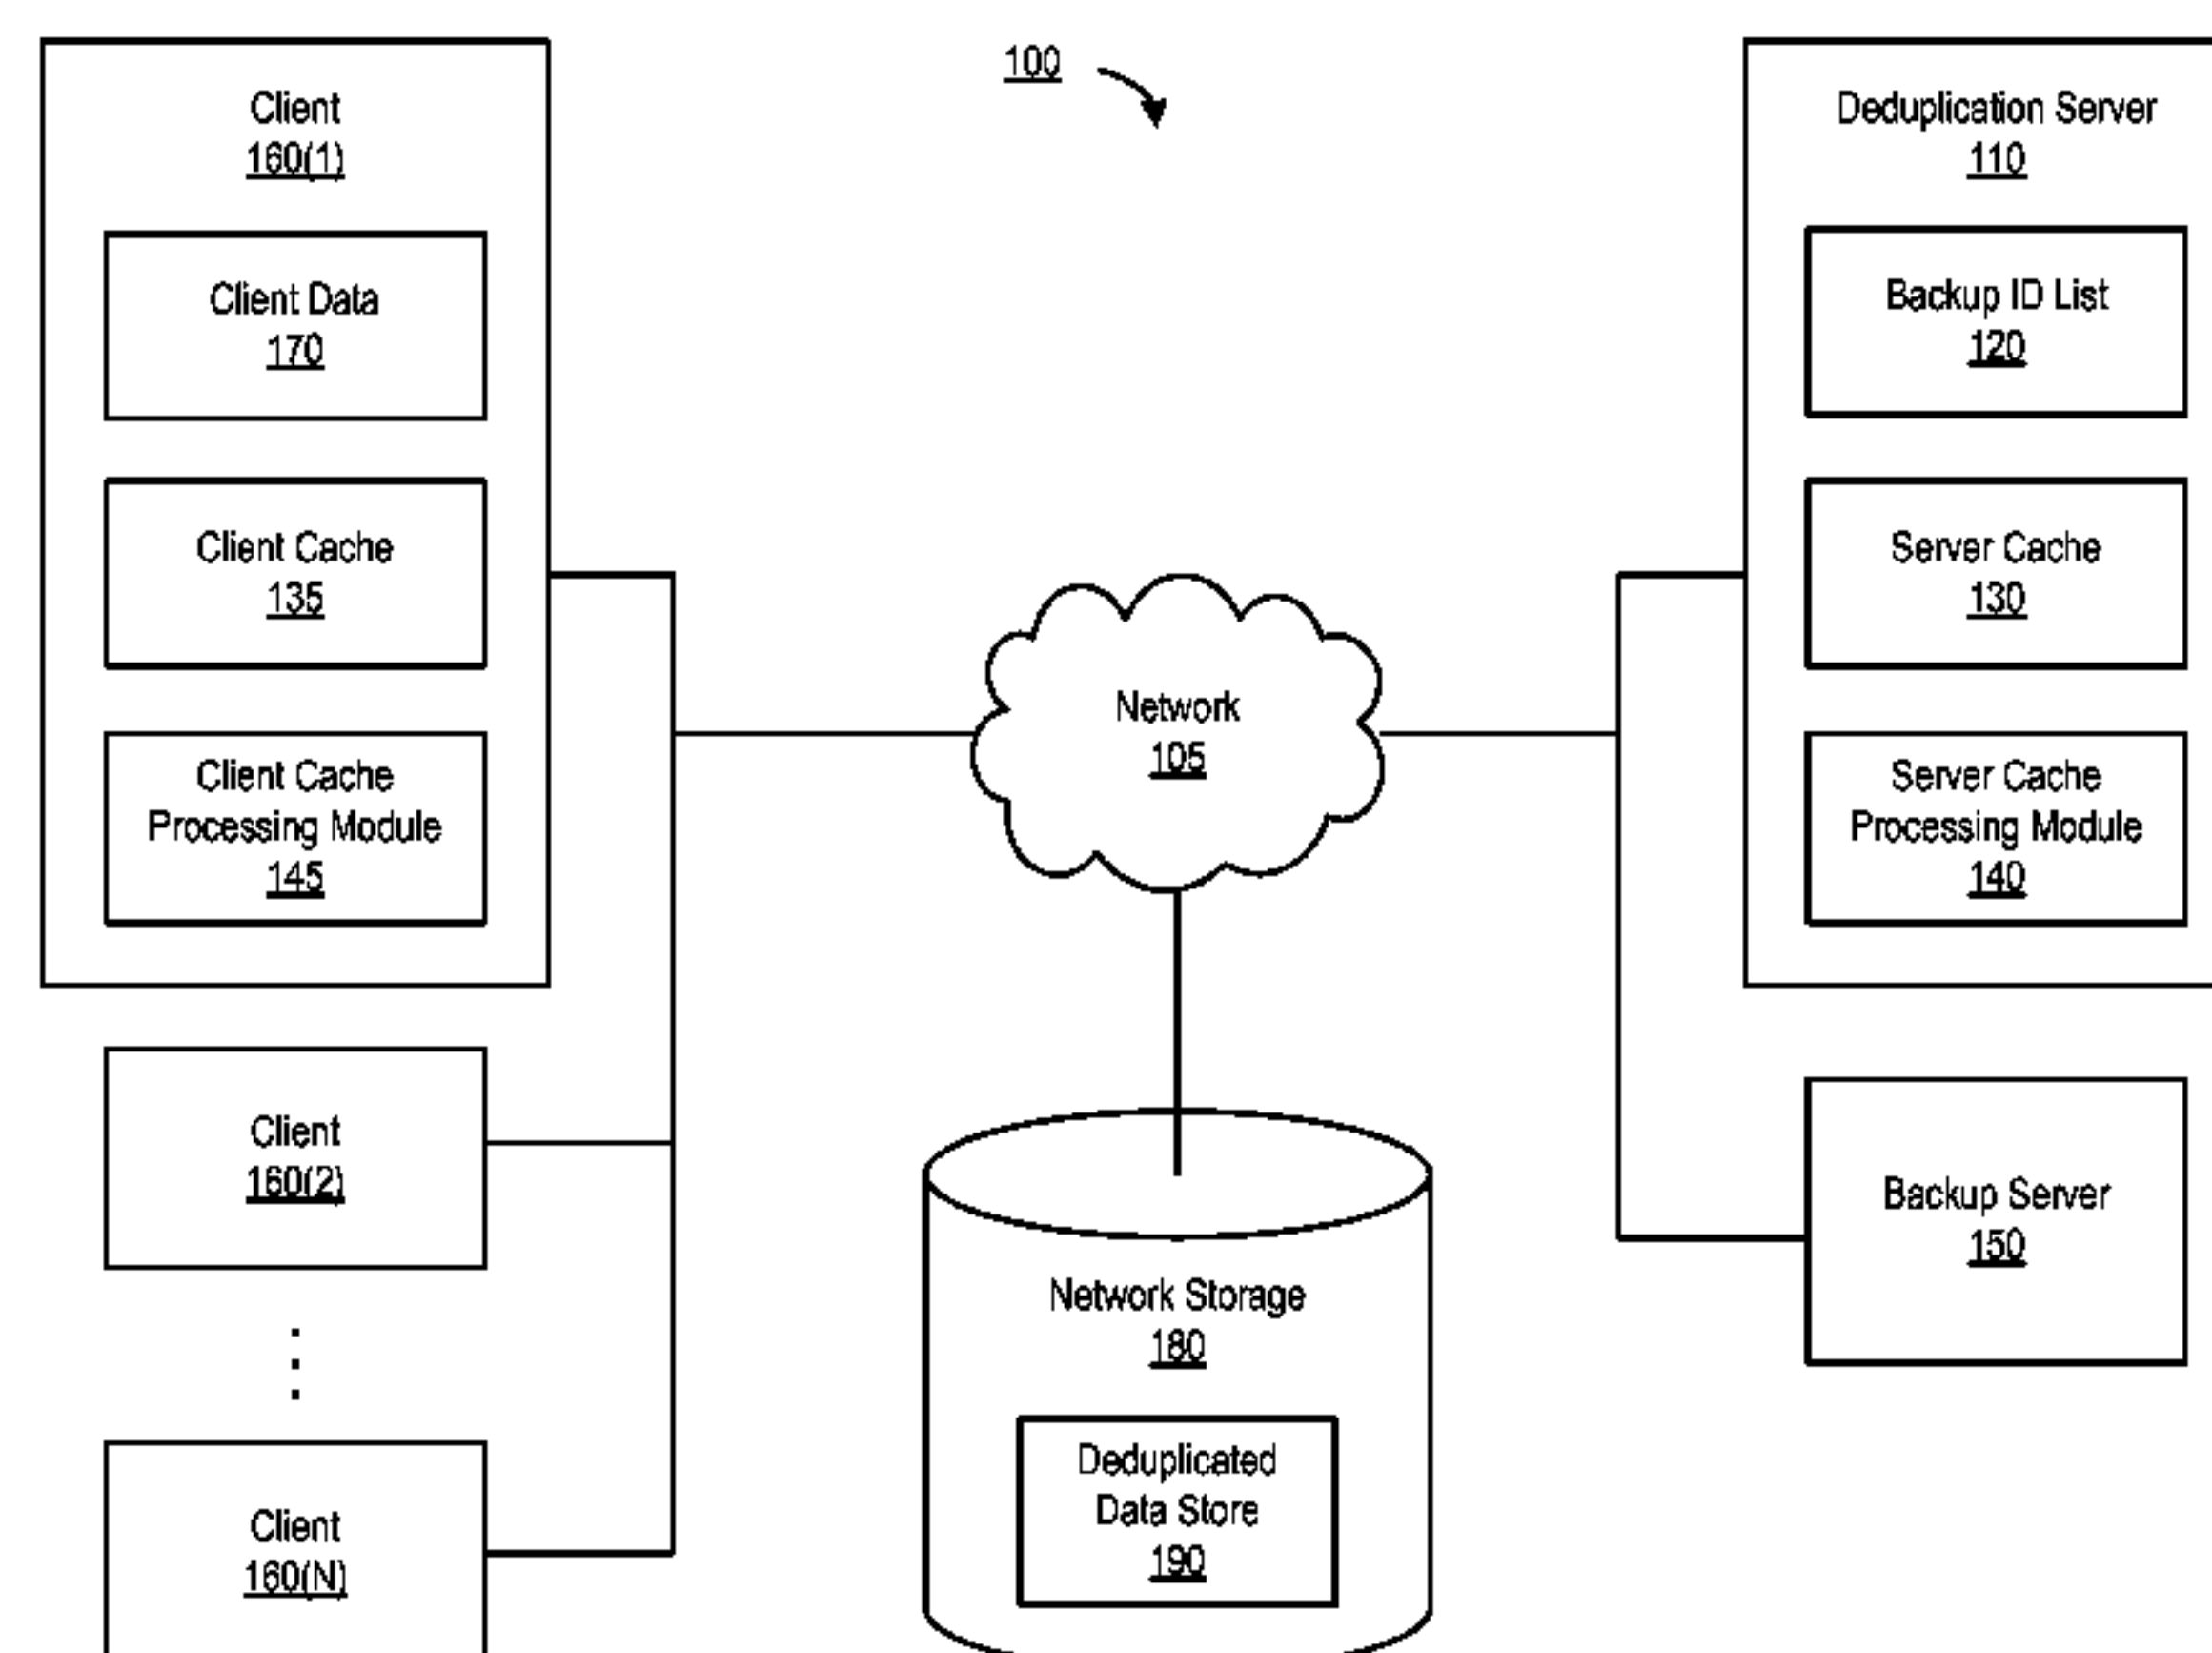 100
Client
160(1)
Client Data
170
Client Cache
135
Client Cache
Processing Module
145
Client
160(2)
Client
160(N)
Network
105
Network Storage
180
Deduplicated
Data Store
190
Deduplication Server
110
Backup ID List
120
Server Cache
130
Server Cache
Processing Module
140
Backup Server
150